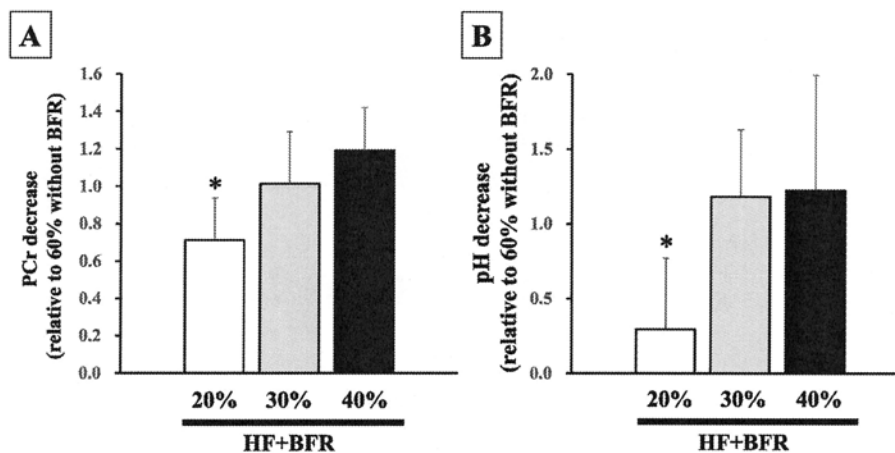 A
PCr decrease
(relative to 60% without BFR)
1.6
1.4
1.2
1.0
0.8
0.6
0.4
0.2
0.0
*
20% 30% 40%
HF+BFR
B
pH decrease
(relative to 60% without BFR)
2.0
1.5
1.0
0.5
0.0
*
20% 30% 40%
HF+BFR